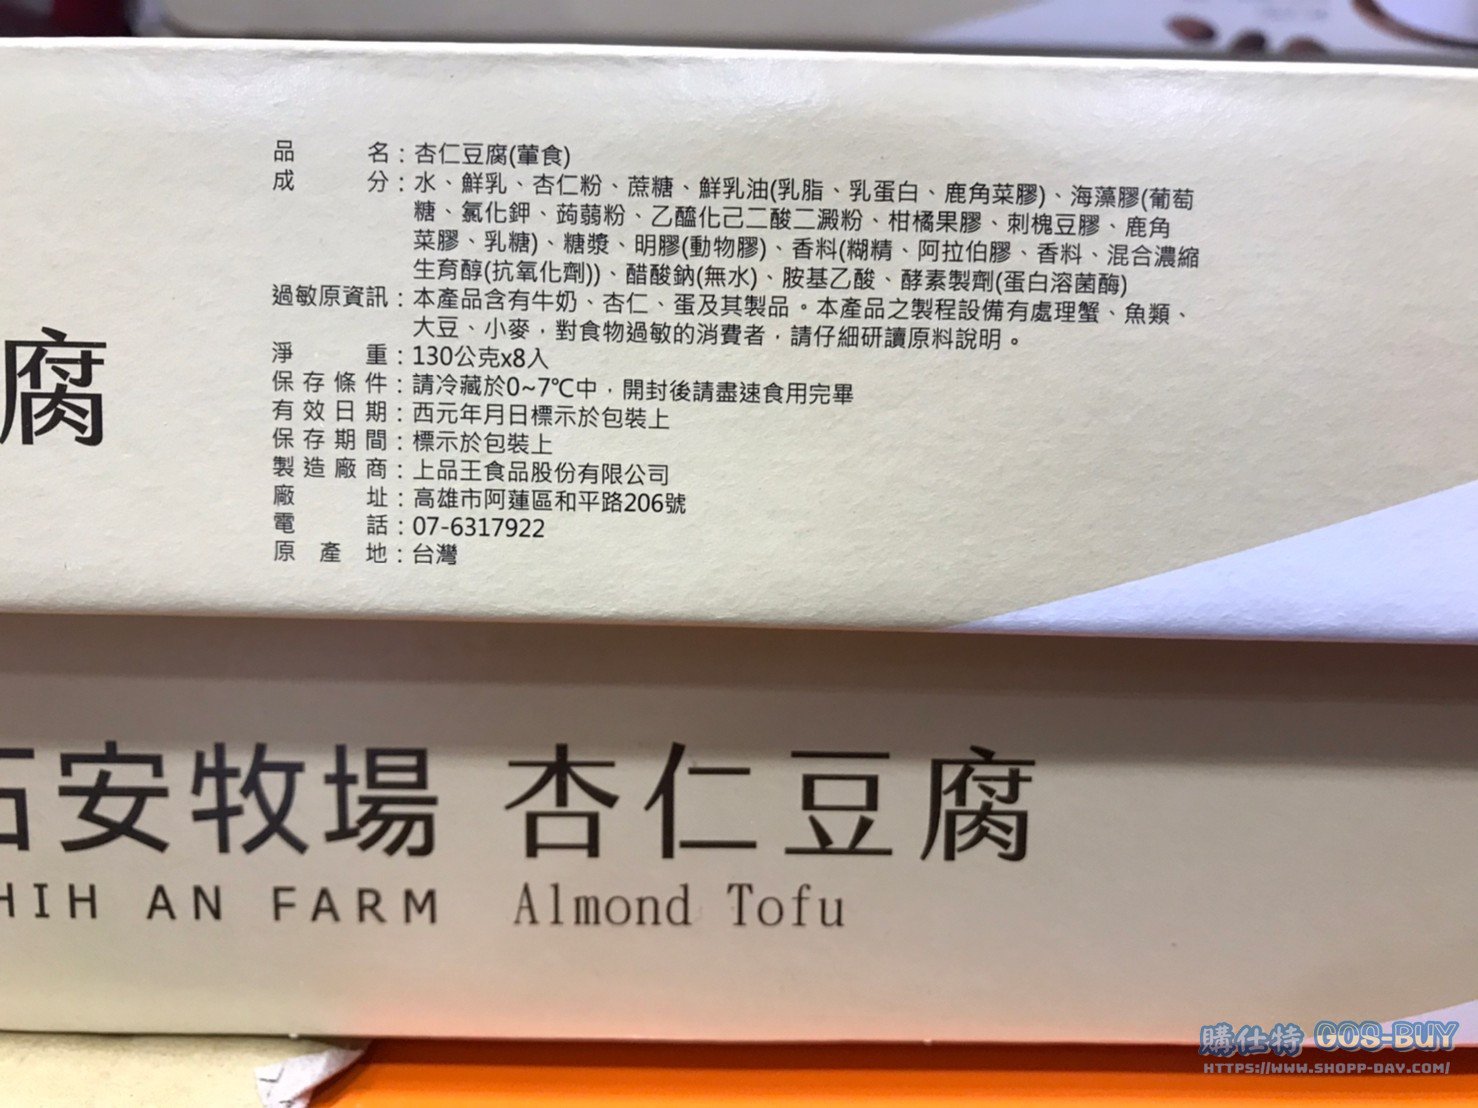 品名：杏仁豆腐(葷食)
成分：水、鮮乳、杏仁粉、蔗糖、鮮乳油(乳脂、乳蛋白、鹿角菜膠)、海藻膠(葡萄
糖、氯化鉀、蒟蒻粉、乙醯化己二酸二澱粉、柑橘果膠、刺槐豆膠、鹿角
菜膠、乳糖)、糖漿、明膠(動物膠)、香料(糊精、阿拉伯膠、香料、混合濃縮
生育醇(抗氧化劑))、醋酸鈉(無水)、胺基乙酸、酵素製劑(蛋白溶菌酶)
過敏原資訊：本產品含有牛奶、杏仁、蛋及其製品。本產品之製程設備有處理蟹、魚類、
大豆、小麥，對食物過敏的消費者，請仔細研讀原料說明。
淨重：130公克x8入
保存條件：請冷藏於0~7℃中，開封後請盡速食用完畢
有效日期：西元年月日標示於包裝上
保存期間：標示於包裝上
製造廠商：上品王食品股份有限公司
廠址：高雄市阿蓮區和平路206號
電話：07-6317922
原產地：台灣
腐
石安牧場 杏仁豆腐
HIH AN FARM Almond Tofu
購仕特 GOS-BUY
HTTPS://WWW.SHOPP-DAY.COM/